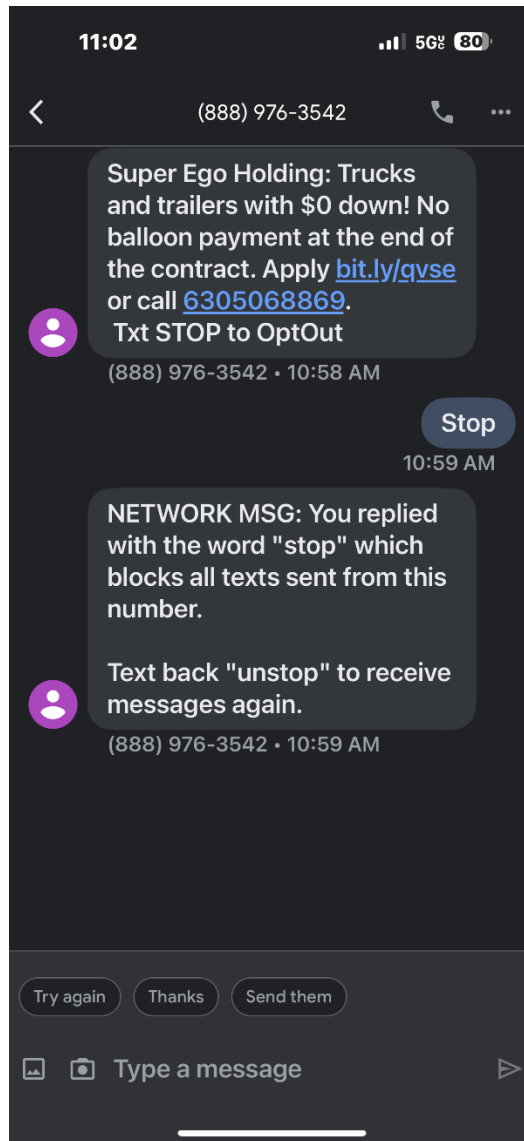 11:02
5G 80
(888) 976-3542
Super Ego Holding: Trucks
and trailers with $0 down! No
balloon payment at the end of
the contract. Apply bit.ly/qvse
or call 6305068869.
Txt STOP to OptOut
(888) 976-3542 • 10:58 AM
Stop
10:59 AM
NETWORK MSG: You replied
with the word "stop" which
blocks all texts sent from this
number.
Text back "unstop" to receive
messages again.
(888) 976-3542 • 10:59 AM
Try again Thanks Send them
Type a message